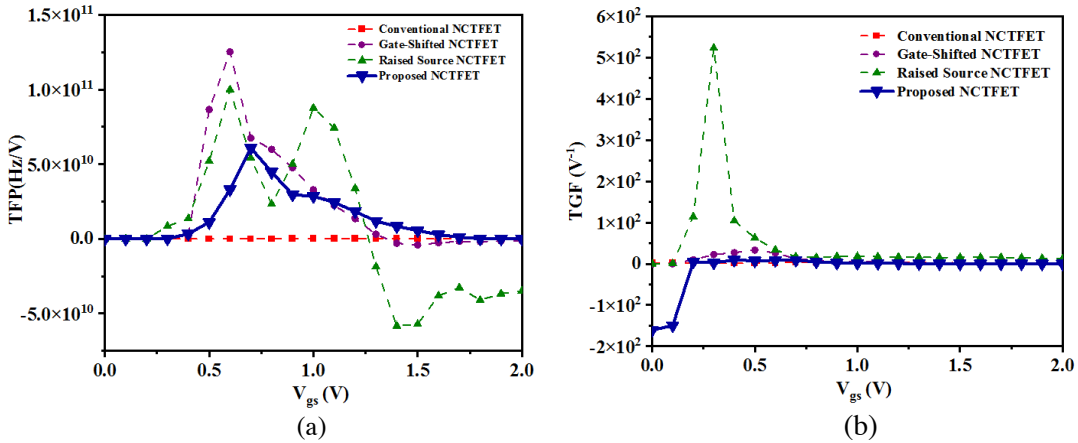 1.5×10¹¹
1.0×10¹¹
5.0×10¹⁰
0.0
-5.0×10¹⁰
TFP(Hz/V)
Conventional NCTFET
Gate-Shifted NCTFET
Raised Source NCTFET
Proposed NCTFET
0.0 0.5 1.0 1.5 2.0
V_gs (V)
(a)
6×10²
5×10²
4×10²
3×10²
2×10²
1×10²
0
-1×10²
-2×10²
TGF (V⁻¹)
Conventional NCTFET
Gate-Shifted NCTFET
Raised Source NCTFET
Proposed NCTFET
0.0 0.5 1.0 1.5 2.0
V_gs (V)
(b)